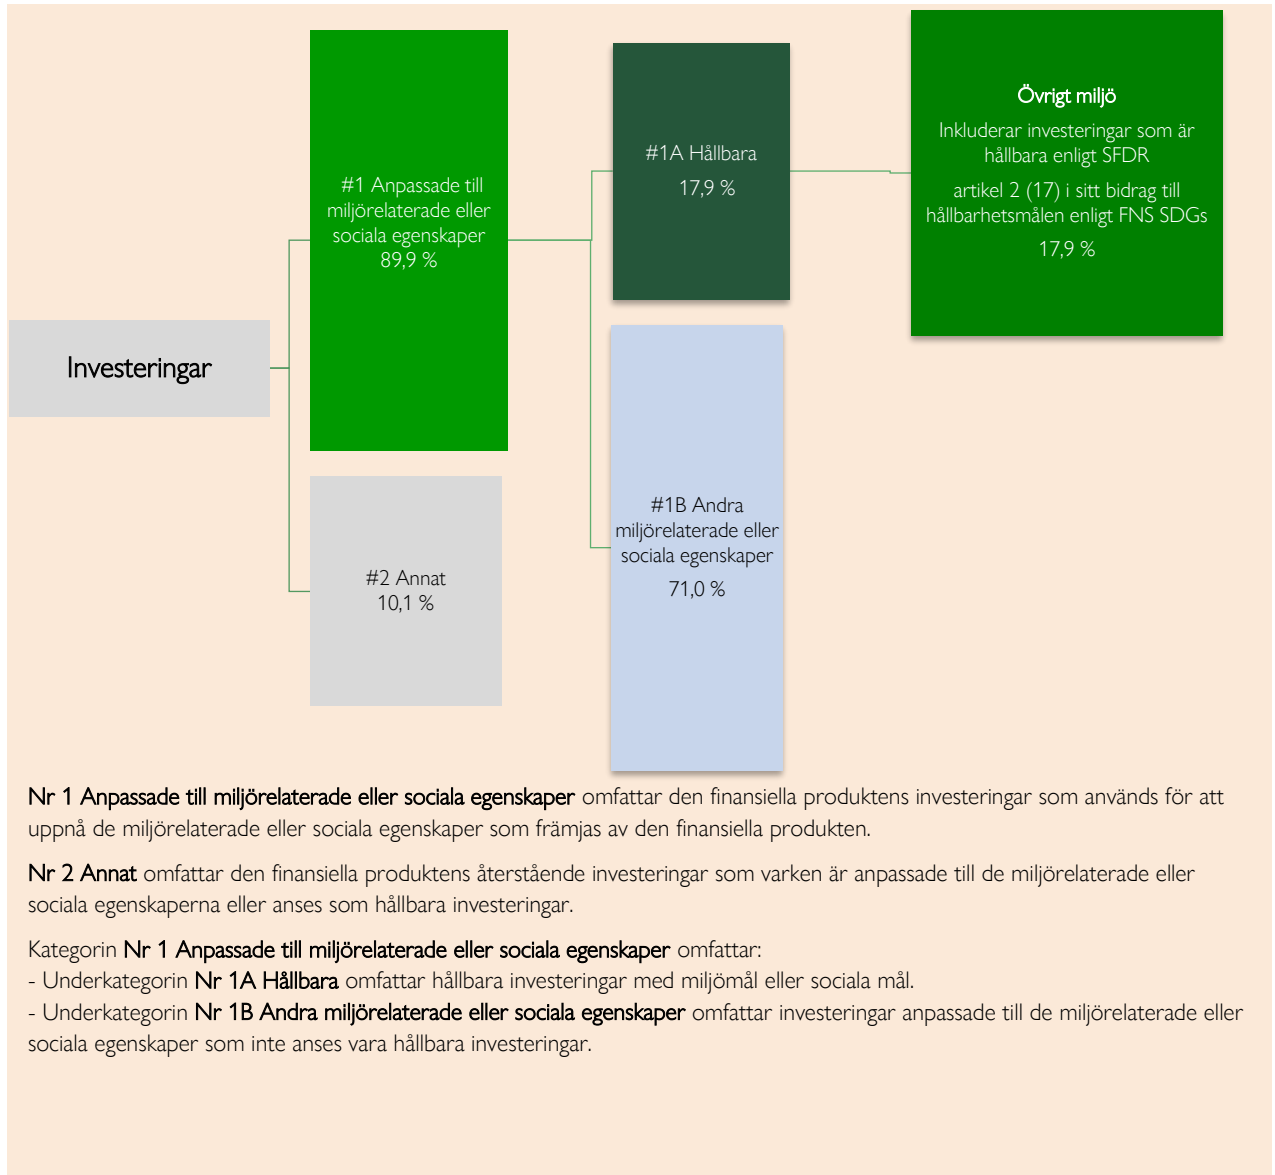 Investeringar
#1 Anpassade till
miljörelaterade eller
sociala egenskaper
89,9 %
#2 Annat
10,1 %
#1A Hållbara
17,9 %
#1B Andra
miljörelaterade eller
sociala egenskaper
71,0 %
Övrigt miljö
Inkluderar investeringar som är
hållbara enligt SFDR
artikel 2 (17) i sitt bidrag till
hållbarhetsmålen enligt FNS SDGs
17,9 %
Nr 1 Anpassade till miljörelaterade eller sociala egenskaper omfattar den finansiella produktens investeringar som används för att
uppnå de miljörelaterade eller sociala egenskaper som främjas av den finansiella produkten.
Nr 2 Annat omfattar den finansiella produktens återstående investeringar som varken är anpassade till de miljörelaterade eller
sociala egenskaperna eller anses som hållbara investeringar.
Kategorin Nr 1 Anpassade till miljörelaterade eller sociala egenskaper omfattar:
- Underkategorin Nr 1A Hållbara omfattar hållbara investeringar med miljömål eller sociala mål.
- Underkategorin Nr 1B Andra miljörelaterade eller sociala egenskaper omfattar investeringar anpassade till de miljörelaterade eller
sociala egenskaper som inte anses vara hållbara investeringar.